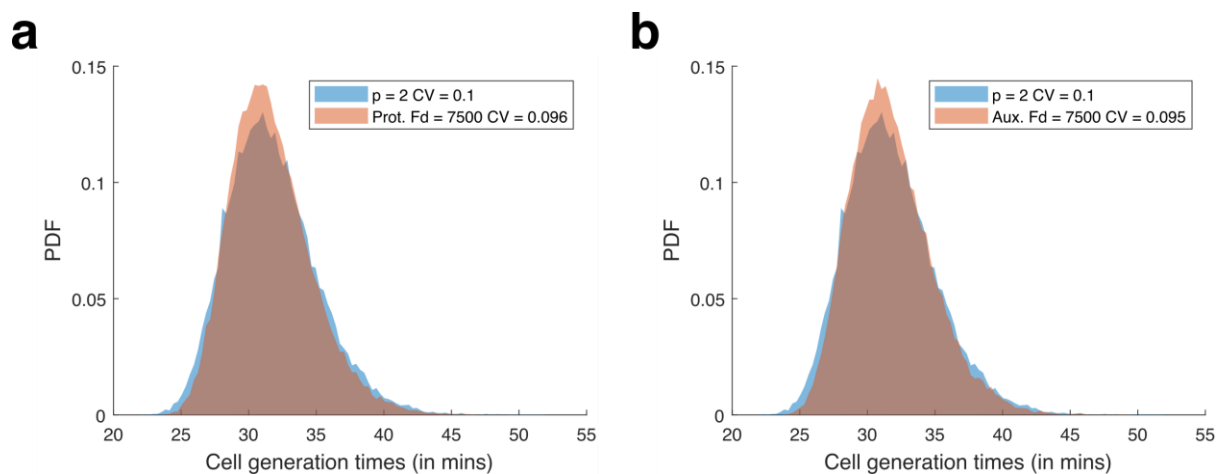 a
0.15
0.1
0.05
0
PDF
p = 2 CV = 0.1
Prot. Fd = 7500 CV = 0.096
20 25 30 35 40 45 50 55
Cell generation times (in mins)
b
0.15
0.1
0.05
0
PDF
p = 2 CV = 0.1
Aux. Fd = 7500 CV = 0.095
20 25 30 35 40 45 50 55
Cell generation times (in mins)